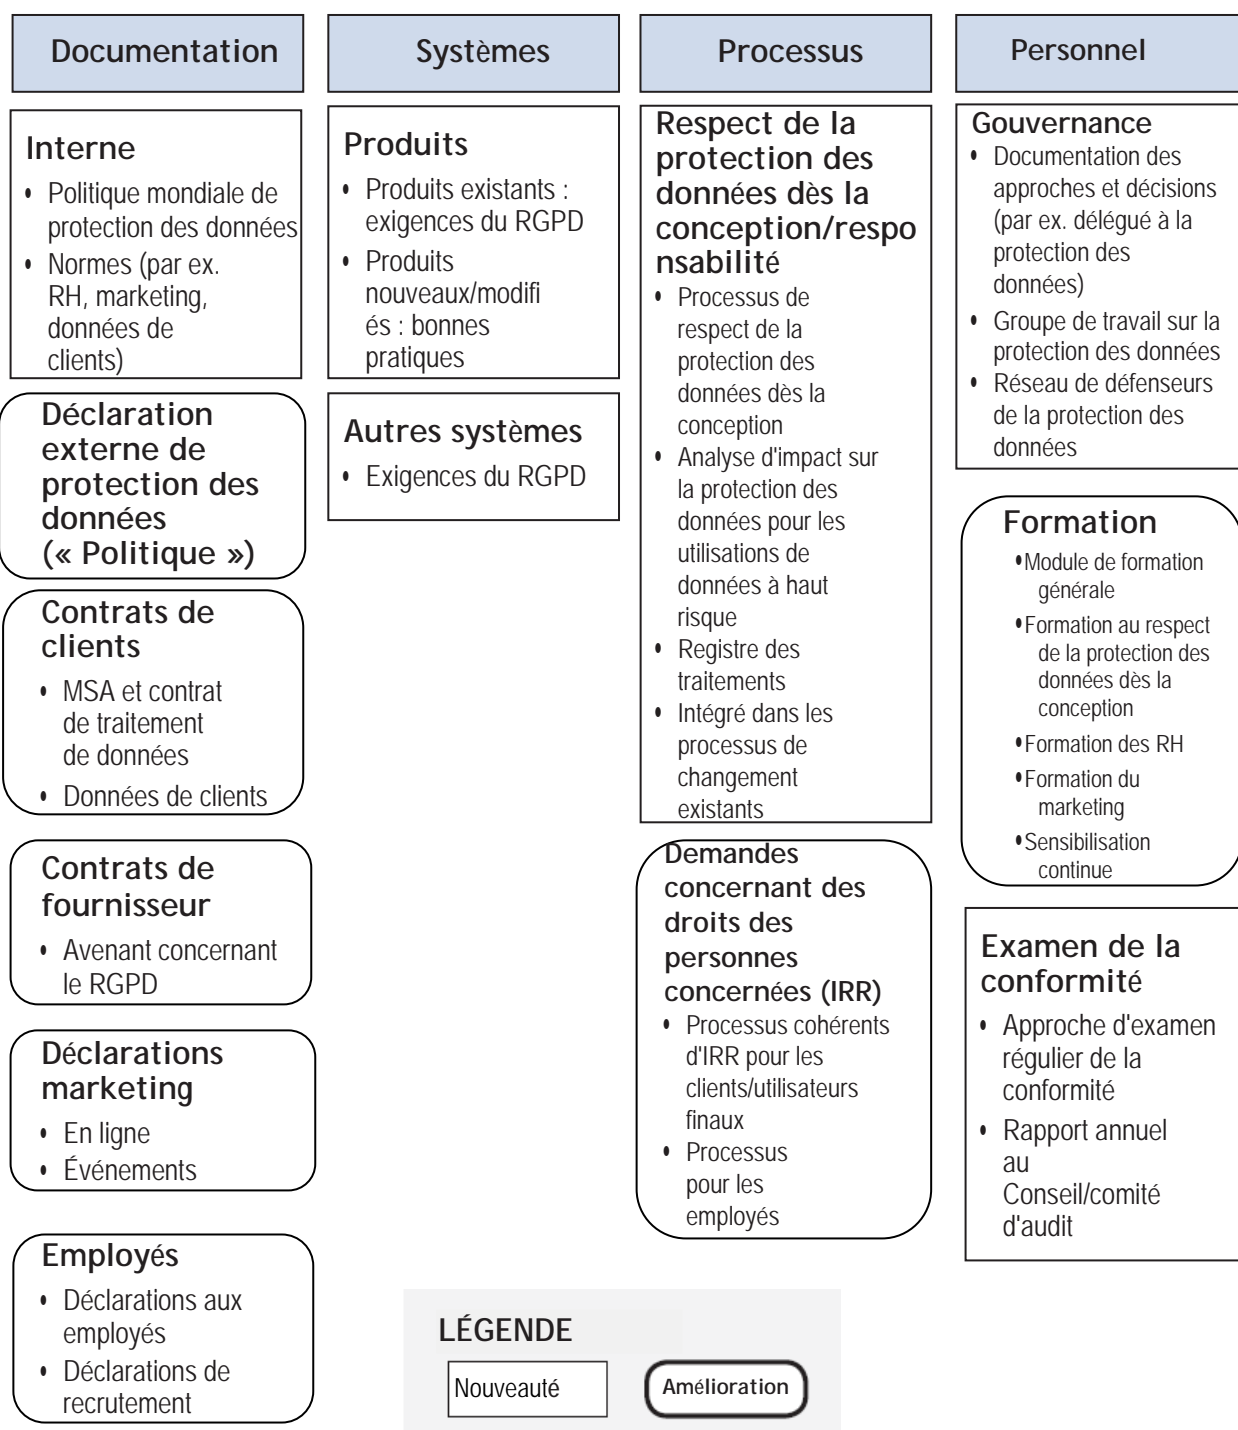 Documentation
Interne
• Politique mondiale de
protection des données
• Normes (par ex.
RH, marketing,
données de
clients)
Déclaration
externe de
protection des
données
(« Politique »)
Contrats de
clients
• MSA et contrat
de traitement
de données
• Données de clients
Contrats de
fournisseur
• Avenant concernant
le RGPD
Déclarations
marketing
• En ligne
• Événements
Employés
• Déclarations aux
employés
• Déclarations de
recrutement
Systèmes
Produits
• Produits existants :
exigences du RGPD
• Produits
nouveaux/modifi
és : bonnes
pratiques
Autres systèmes
• Exigences du RGPD
Processus
Respect de la
protection des
données dès la
conception/respo
nsabilité
• Processus de
respect de la
protection des
données dès la
conception
• Analyse d'impact sur
la protection des
données pour les
utilisations de
données à haut
risque
• Registre des
traitements
• Intégré dans les
processus de
changement
existants
Demandes
concernant des
droits des
personnes
concernées (IRR)
• Processus cohérents
d'IRR pour les
clients/utilisateurs
finaux
• Processus
pour les
employés
Personnel
Gouvernance
• Documentation des
approches et décisions
(par ex. délégué à la
protection des
données)
• Groupe de travail sur la
protection des données
• Réseau de défenseurs
de la protection des
données
Formation
• Module de formation
générale
• Formation au respect
de la protection des
données dès la
conception
• Formation des RH
• Formation du
marketing
• Sensibilisation
continue
Examen de la
conformité
• Approche d'examen
régulier de la
conformité
• Rapport annuel
au
Conseil/comité
d'audit
LÉGENDE
Nouveauté
Amélioration